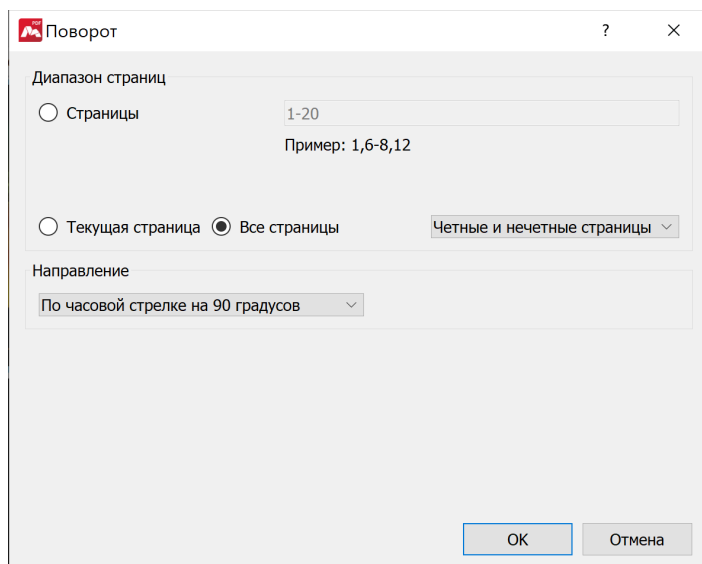 PDF
Поворот ?
Диапазон страниц
Страницы 1-20
Пример: 1,6-8,12
Текущая страница Все страницы Четные и нечетные страницы
Направление
По часовой стрелке на 90 градусов
OK Отмена